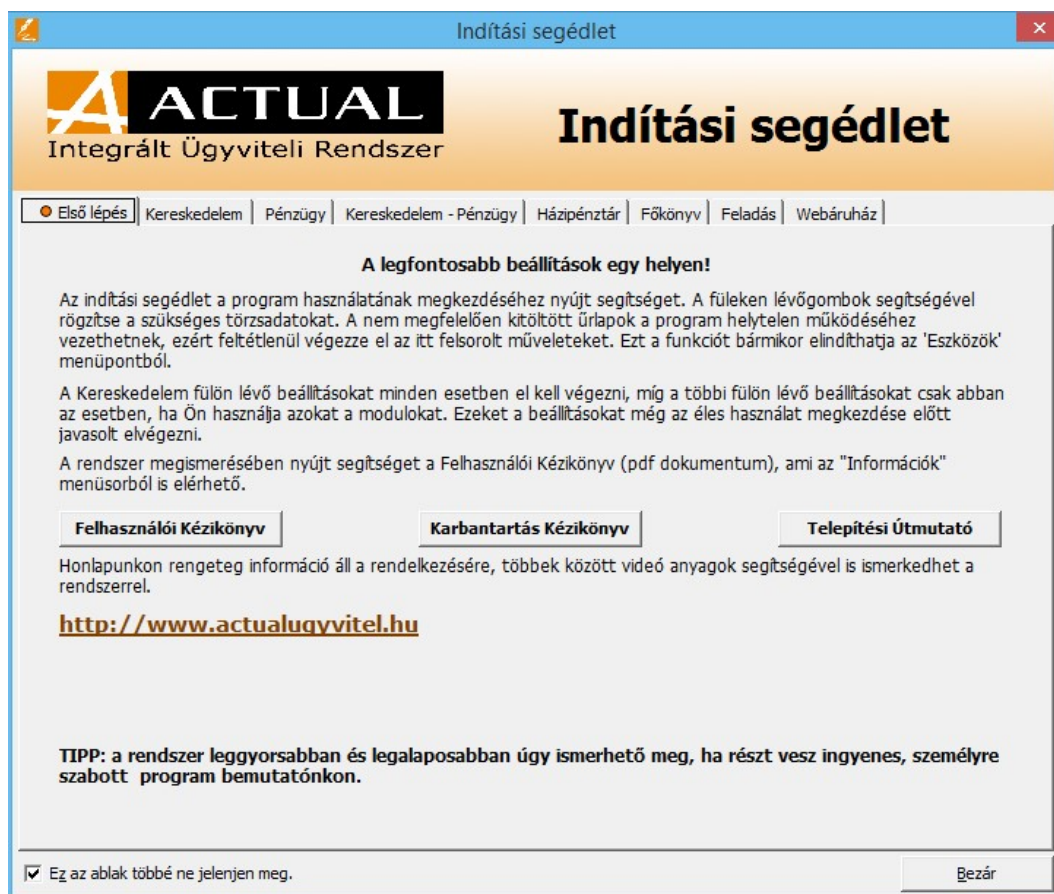 Indítási segédlet
ACTUAL
Integrált Ügyviteli Rendszer
Indítási segédlet
Első lépés Kereskedelem Pénzügy Kereskedelem - Pénzügy Házipénztár Főkönyv Feladás Webáruház
A legfontosabb beállítások egy helyen!
Az indítási segédlet a program használatának megkezdéséhez nyújt segítséget. A füleken lévőgombok segítségével
rögzítse a szükséges törzsadatokat. A nem megfelelően kitöltött űrlapok a program helytelen működéséhez
vezethetnek, ezért feltétlenül végezze el az itt felsorolt műveleteket. Ezt a funkciót bármikor elindíthatja az 'Eszközök'
menüpontból.
A Kereskedelem fülön lévő beállításokat minden esetben el kell végezni, míg a többi fülön lévő beállításokat csak abban
az esetben, ha Ön használja azokat a modulokat. Ezeket a beállításokat még az éles használat megkezdése előtt
javasolt elvégezni.
A rendszer megismerésében nyújt segítséget a Felhasználói Kézikönyv (pdf dokumentum), ami az "Információk"
menüsorból is elérhető.
Felhasználói Kézikönyv Karbantartás Kézikönyv Telepítési Útmutató
Honlapunkon rengeteg információ áll a rendelkezésére, többek között videó anyagok segítségével is ismerkedhet a
rendszerrel.
http://www.actualugyvitel.hu
TIPP: a rendszer leggyorsabban és legalaposabban úgy ismerhető meg, ha részt vesz ingyenes, személyre
szabott program bemutatónkon.
Ez az ablak többé ne jelenjen meg. Bezár